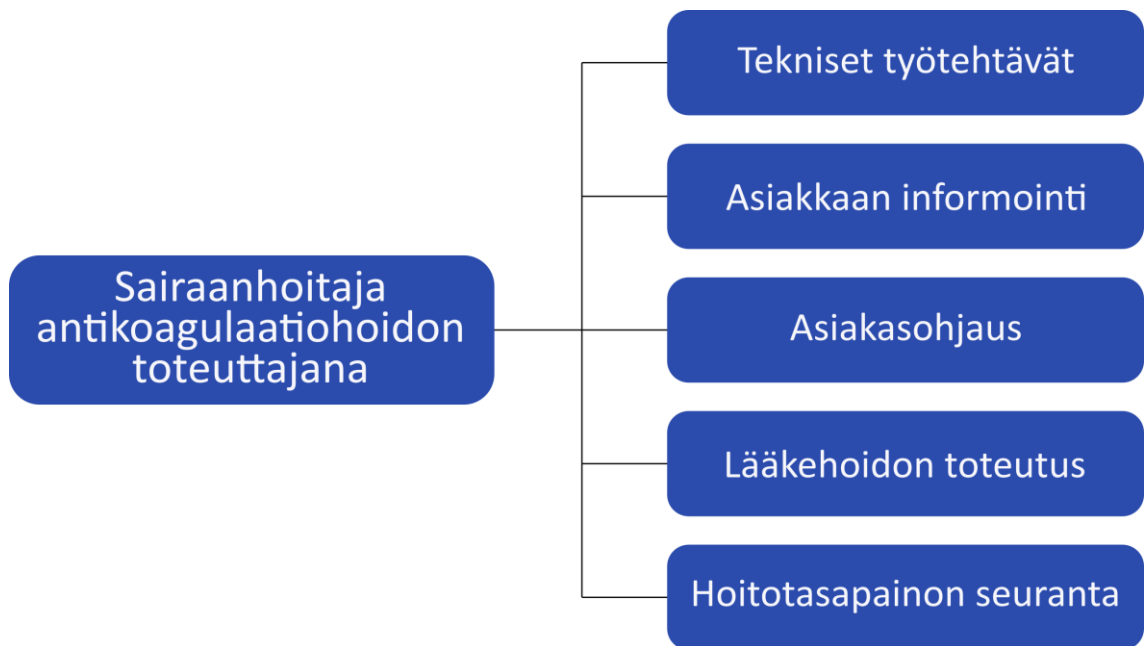 Sairaanhoitaja
antikoagulaatiohoidon
toteuttajana
Tekniset työtehtävät
Asiakkaan informointi
Asiakasohjaus
Lääkehoidon toteutus
Hoitotasapainon seuranta